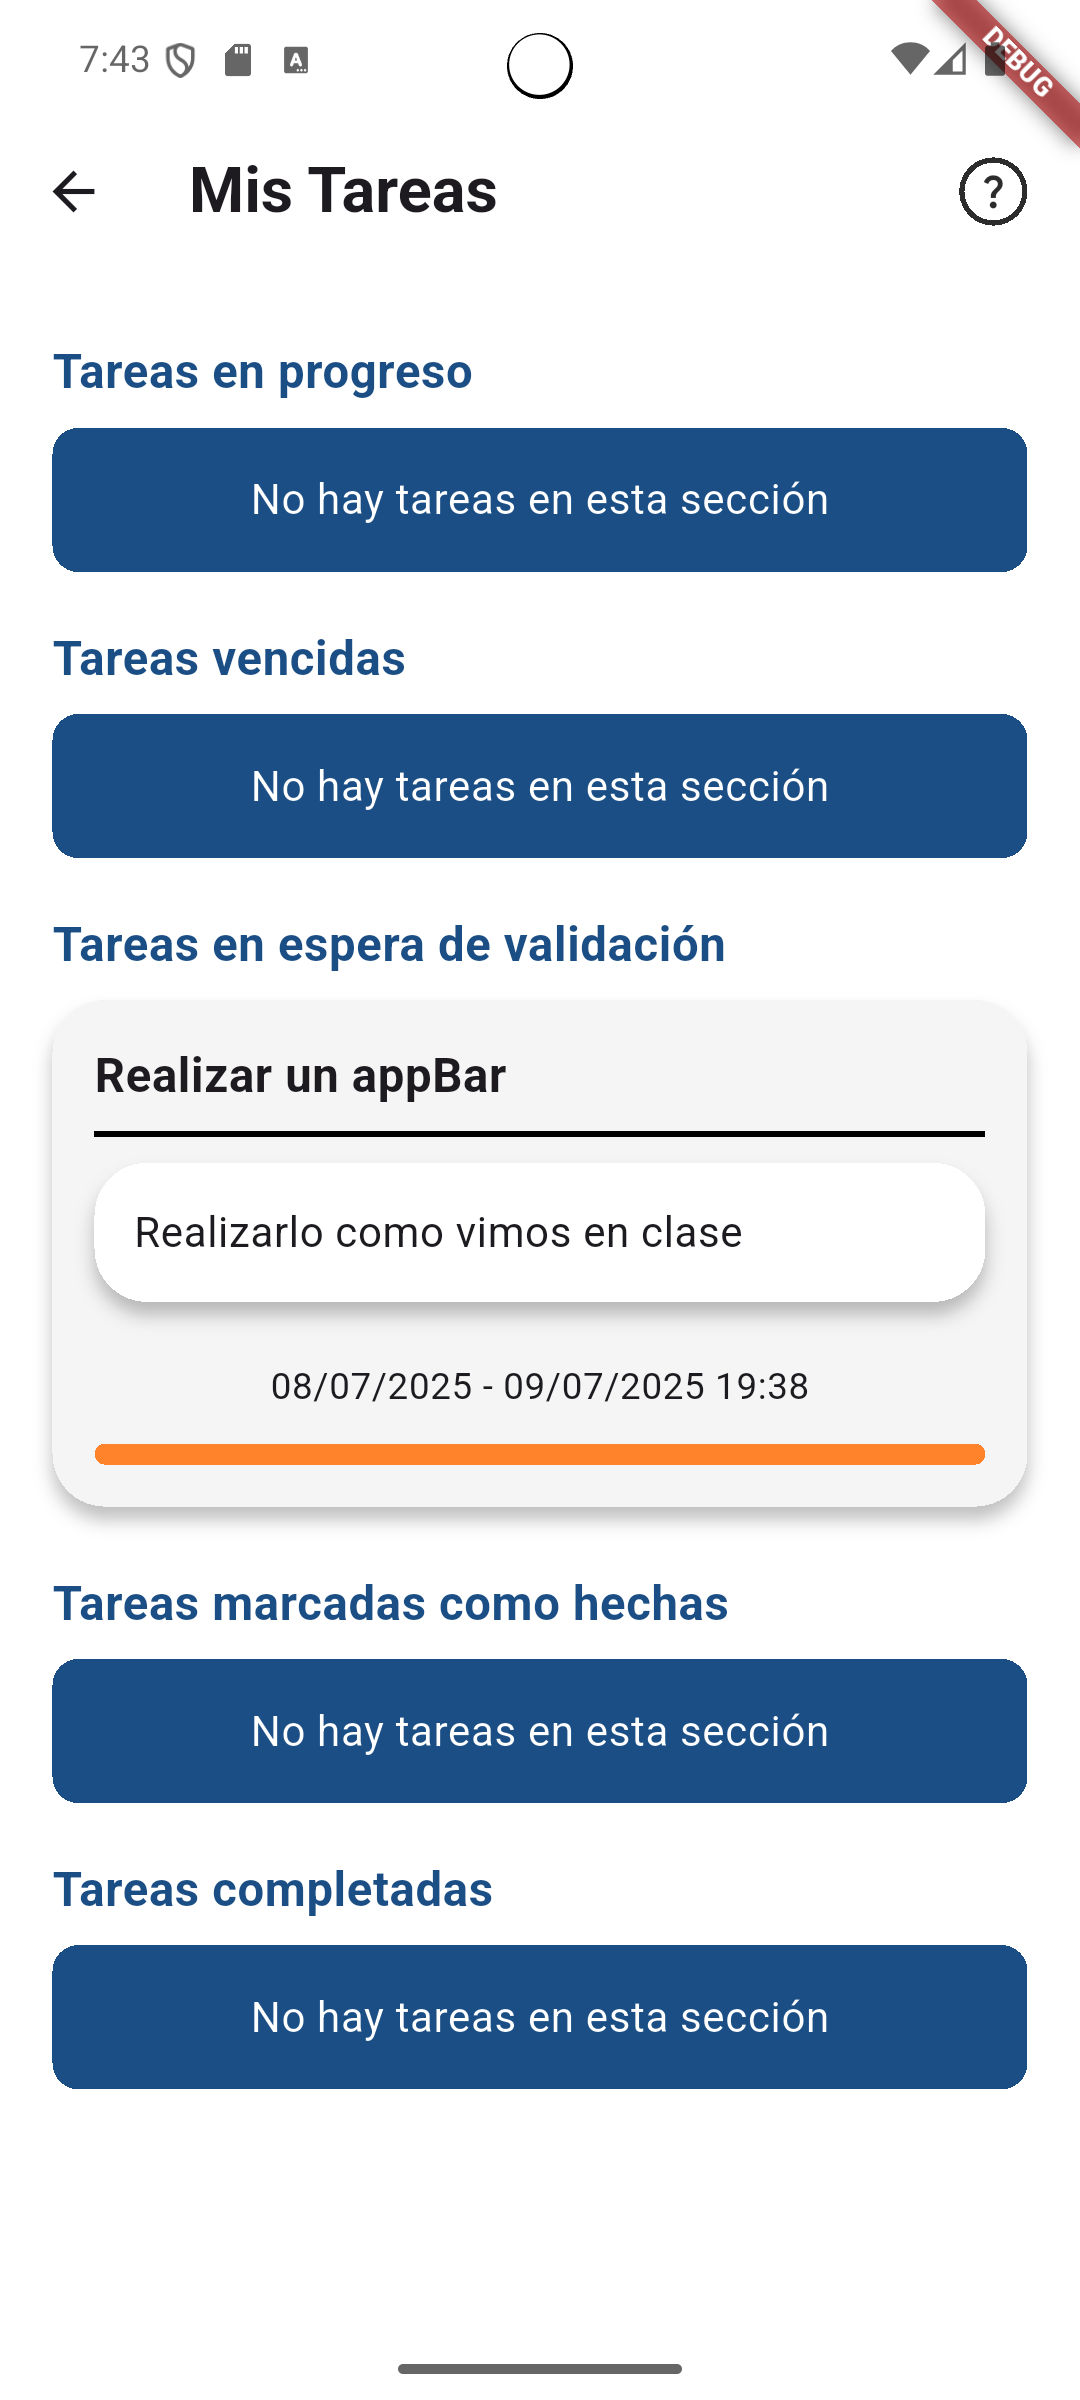 7:43
DEBUG
Mis Tareas
?
Tareas en progreso
No hay tareas en esta sección
Tareas vencidas
No hay tareas en esta sección
Tareas en espera de validación
Realizar un appBar
Realizarlo como vimos en clase
08/07/2025 - 09/07/2025 19:38
Tareas marcadas como hechas
No hay tareas en esta sección
Tareas completadas
No hay tareas en esta sección